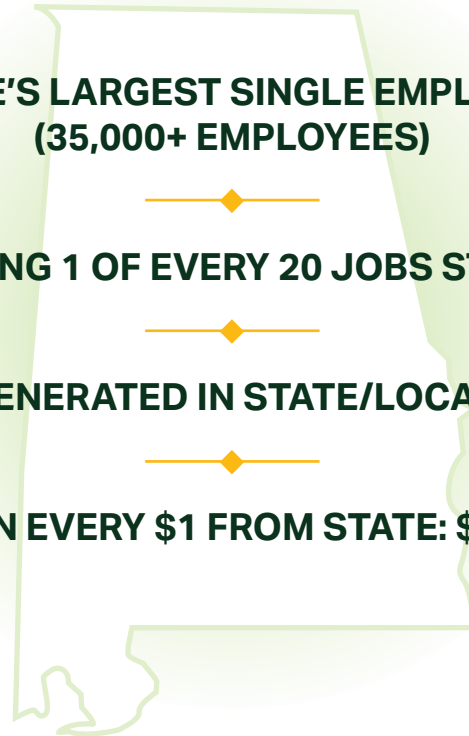 E'S LARGEST SINGLE EMPL
(35,000+ EMPLOYEES)
NG 1 OF EVERY 20 JOBS ST
ENERATED IN STATE/LOCA
N EVERY $1 FROM STATE: $